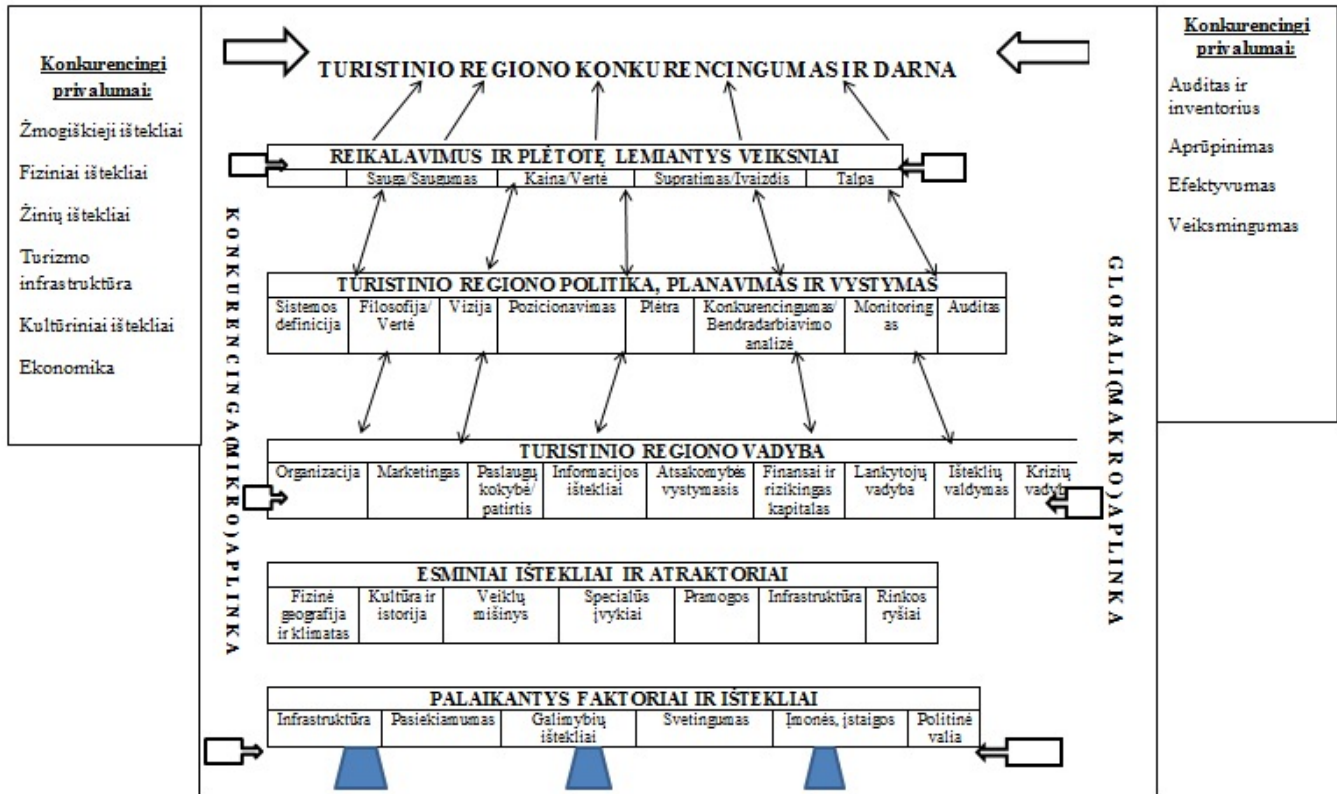 Konkurencingi
privalumai:
Žmogiškieji ištekliai
Fiziniai ištekliai
Žinių ištekliai
Turizmo
infrastruktūra
Kultūriniai ištekliai
Ekonomika
KONKURENCINGA(MIKRO)APLINKA
TURISTINIO REGIONO KONKURENCINGUMAS IR DARNA
REIKALAVIMUS IR PLĖTOTĘ LEMIANTYS VEIKSNIAI
Sauga/Saugumas Kaina/Vertė Supratimas/Ivaizdis Talpa
TURISTINIO REGIONO POLITIKA, PLANAVIMAS IR VYSTYMAS
Sistemos
definicija
Filosofija/
Vertė
Vizija
Pozicionavimas
Plėtra
Konkurencingumas/
Bendradarbiavimo
analizė
Monitoring
as
Auditas
TURISTINIO REGIONO VADYBA
Organizacija
Marketingas
Paslaugų
kokybė/
patirtis
Informacijos
ištekliai
Atsakomybės
vystymasis
Finansai ir
rizikingas
kapitalas
Lankytojų
vadyba
Išteklių
valdymas
Krizių
ESMINIAI IŠTEKLIAI IR ATRAKTORIAI
Fizinė
geografija
ir klimatas
Kultūra ir
istorija
Veiklų
mišinys
Specialūs
įvykiai
Pramogos
Infrastruktūra
Rinkos
ryšiai
PALAIKANTYS FAKTORIAI IR IŠTEKLIAI
Infrastruktūra
Pasiekiamumas
Galimybių
ištekliai
Svetingumas
Įmonės, įstaigos
Politinė
valia
GLOBALI(MAKRO)APLINKA
Konkurencingi
privalumai:
Auditas ir
inventorius
Aprūpinimas
Efektyvumas
Veiksmingumas